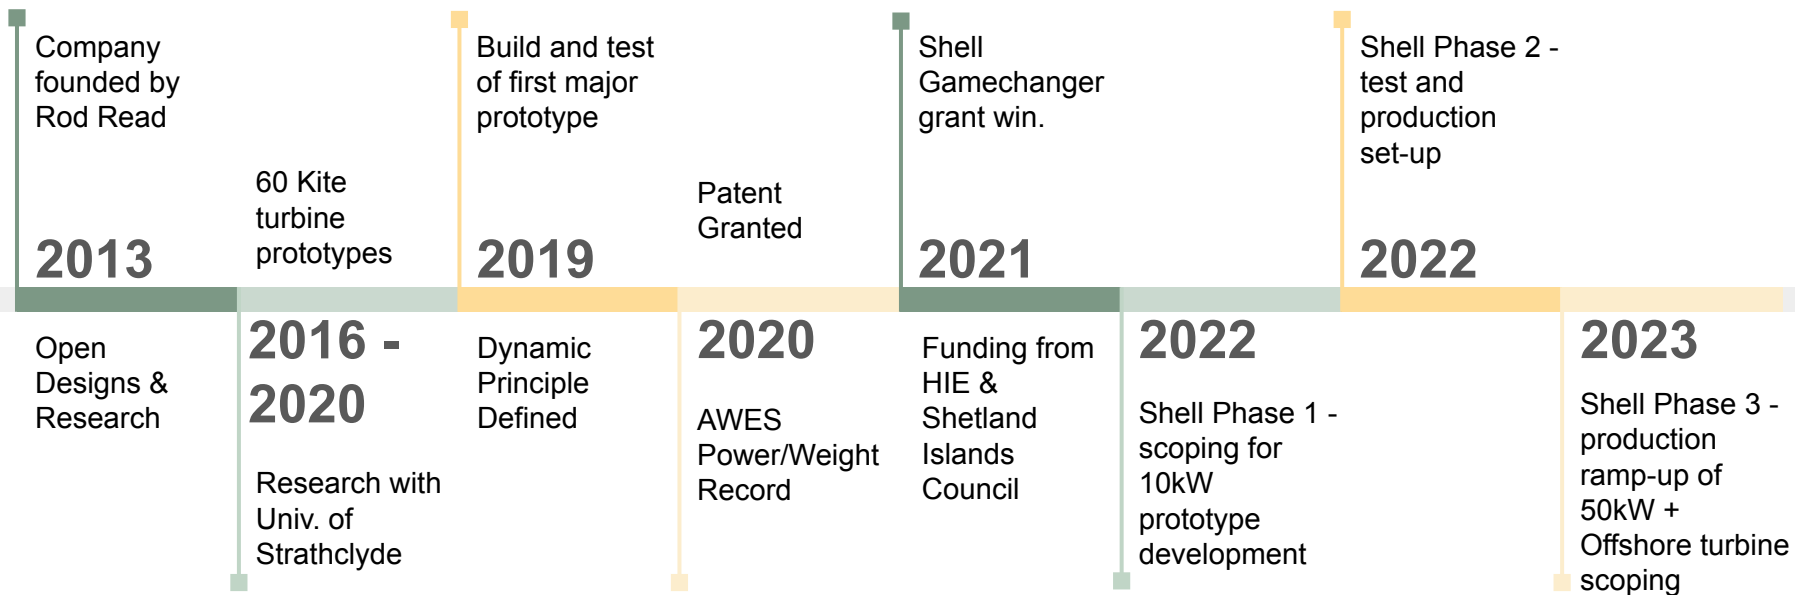 Company
founded by
Rod Read
2013
Open
Designs &
Research
60 Kite
turbine
prototypes
2016 -
2020
Research with
Univ. of
Strathclyde
Build and test
of first major
prototype
2019
Dynamic
Principle
Defined
Patent
Granted
2020
AWES
Power/Weight
Record
Shell
Gamechanger
grant win.
2021
Funding from
HIE &
Shetland
Islands
Council
2022
Shell Phase 1 -
scoping for
10kW
prototype
development
Shell Phase 2 -
test and
production
set-up
2022
2023
Shell Phase 3 -
production
ramp-up of
50kW +
Offshore turbine
scoping